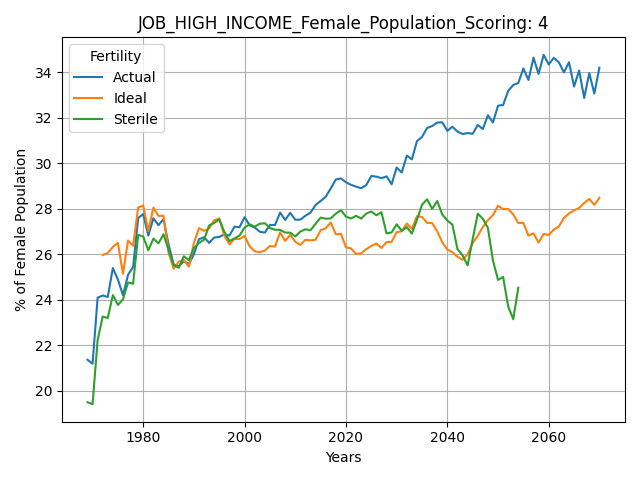 JOB_HIGH_INCOME_Female_Population_Scoring: 4
Fertility
Actual
Ideal
Sterile
% of Female Population
34
32
30
28
26
24
22
20
1980
2000
2020
2040
2060
Years